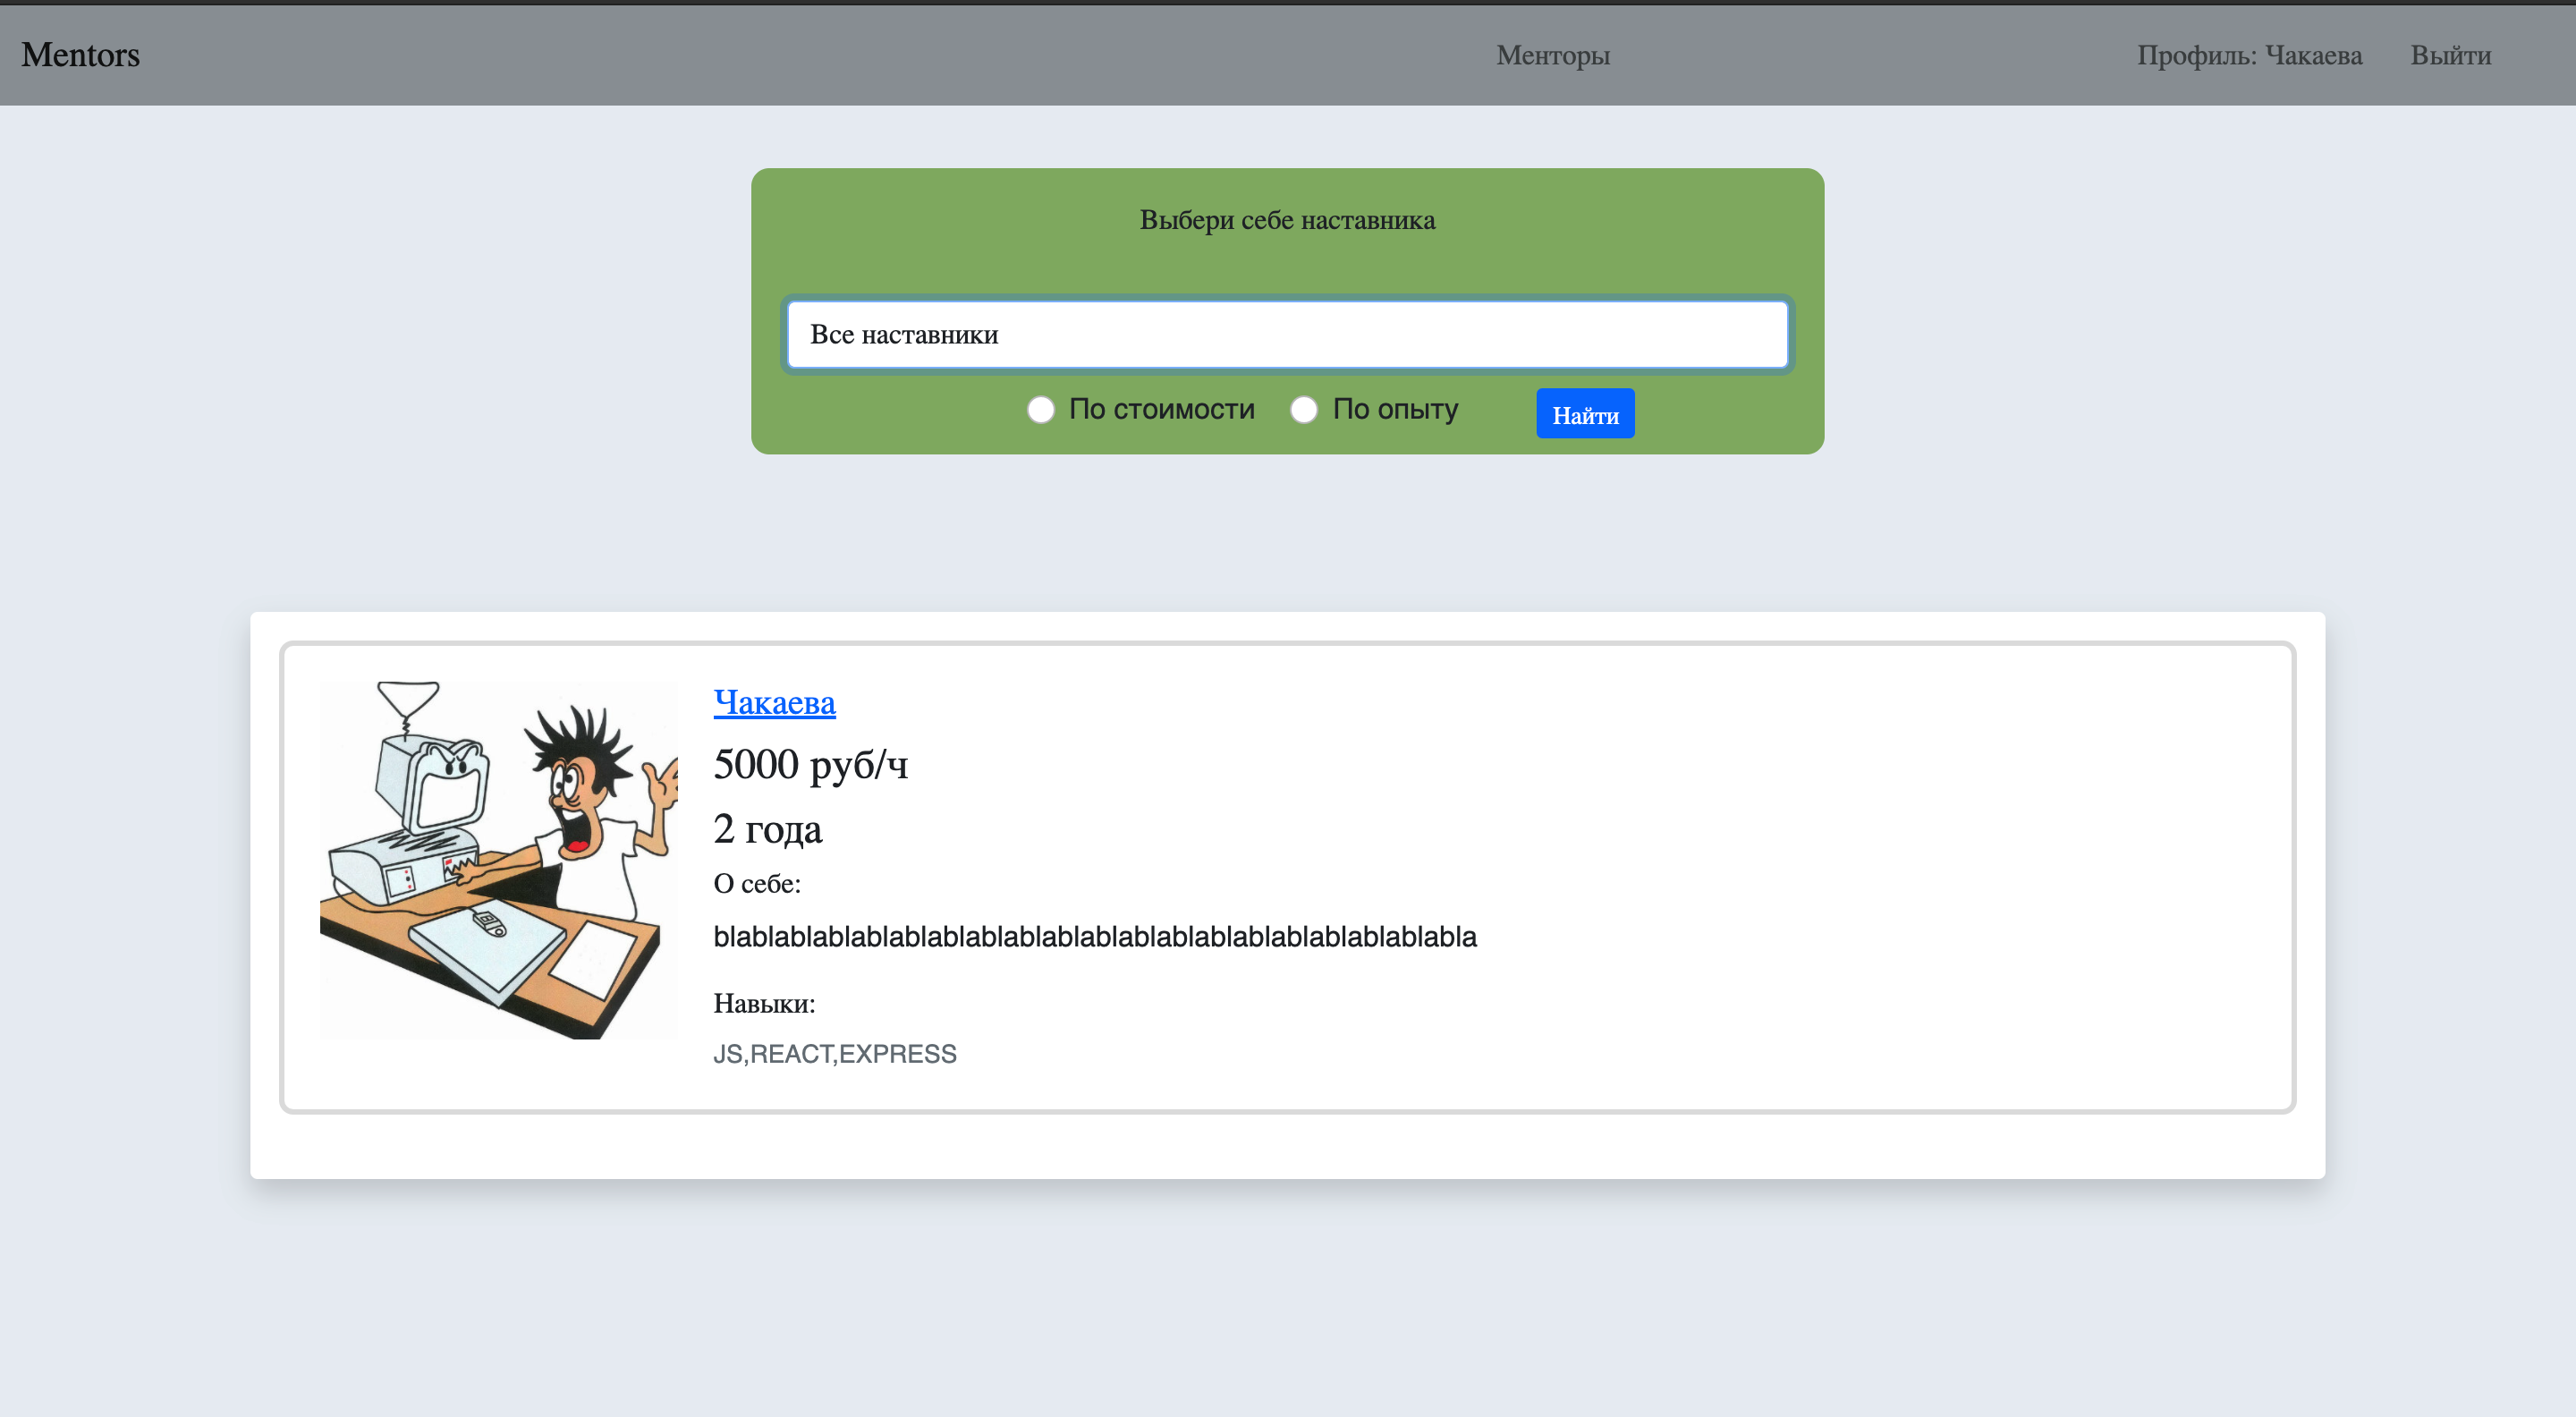 Mentors
Менторы
Профиль: Чакаева
Выйти
Выбери себе наставника
Все наставники
По стоимости
По опыту
Найти
Чакаева
5000 руб/ч
2 года
О себе:
blablablablablablablablablablablablablablablablablablablabla
Навыки:
JS,REACT,EXPRESS